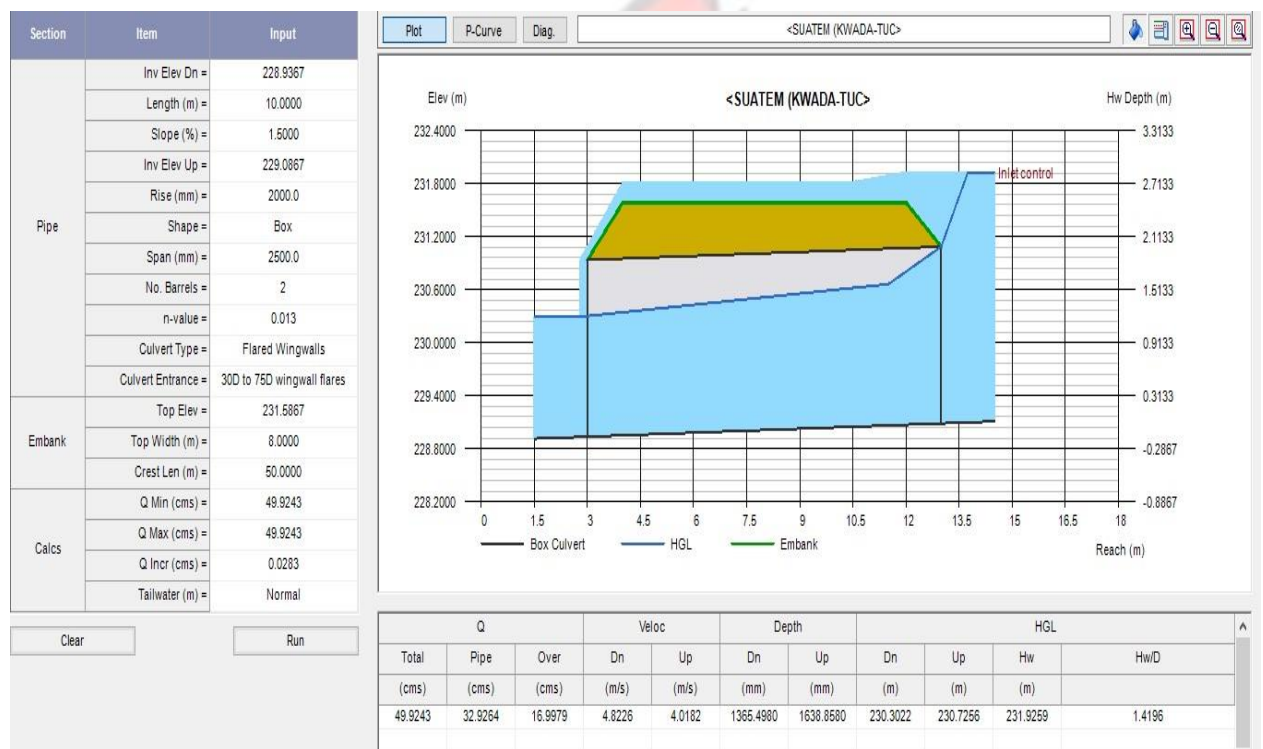 Section Item Input
Pipe
Inv Elev Dn = 228.9367
Length (m) = 10.0000
Slope (%) = 1.5000
Inv Elev Up = 229.0867
Rise (mm) = 2000.0
Shape = Box
Span (mm) = 2500.0
No. Barrels = 2
n-value = 0.013
Culvert Type = Flared Wingwalls
Culvert Entrance = 30D to 75D wingwall flares
Embank
Top Elev = 231.5867
Top Width (m) = 8.0000
Crest Len (m) = 50.0000
Calcs
Q Min (cms) = 49.9243
Q Max (cms) = 49.9243
Q Incr (cms) = 0.0283
Tailwater (m) = Normal
Clear Run
Plot P-Curve Diag. <SUATEM (KWADA-TUC>
Elev (m) <SUATEM (KWADA-TUC> Hw Depth (m)
232.4000 3.3133
231.8000 Inlet control 2.7133
231.2000 2.1133
230.6000 1.5133
230.0000 0.9133
229.4000 0.3133
228.8000 -0.2867
228.2000 -0.8867
0 1.5 3 4.5 6 7.5 9 10.5 12 13.5 15 16.5 18
Box Culvert HGL Embank Reach (m)
Q Veloc Depth HGL
Total Pipe Over Dn Up Dn Up Dn Up Hw Hw/D
(cms) (cms) (cms) (m/s) (m/s) (mm) (mm) (m) (m) (m)
49.9243 32.9264 16.9979 4.8226 4.0182 1365.4980 1638.8580 230.3022 230.7256 231.9259 1.4196